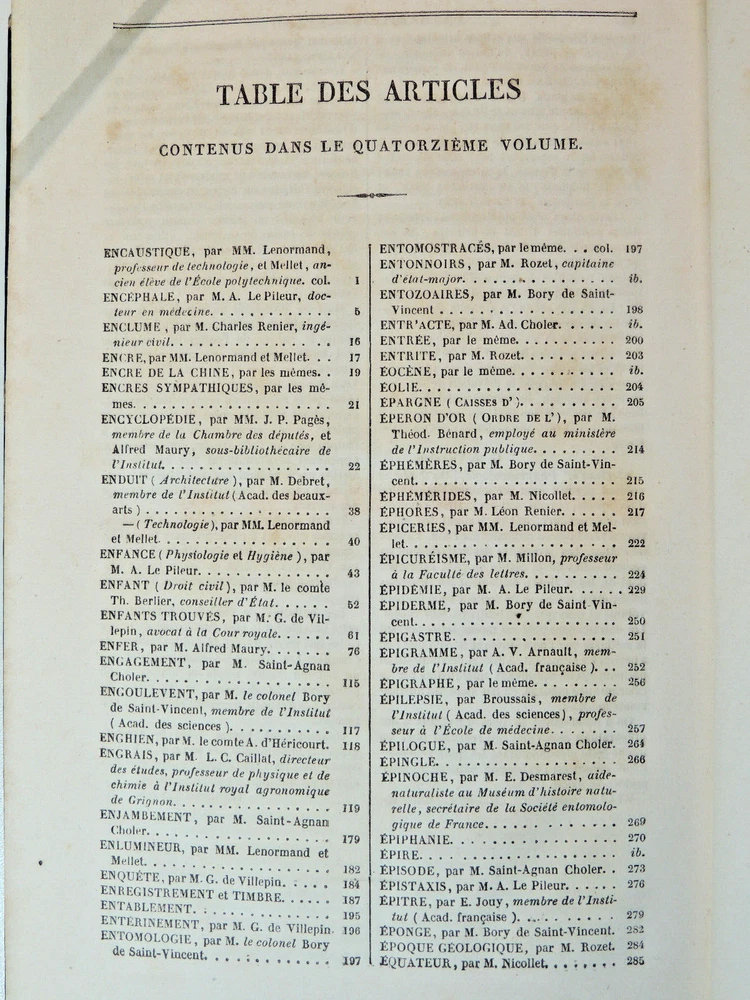 TABLE DES ARTICLES
CONTENUS DANS LE QUATORZIÈME VOLUME.
ENCAUSTIQUE, par MM. Lenormand,
professeur de technologie, et Mellet, an-
cien élève de l'École polytechnique. col. 1
ENCÉPHALE, par M. A. Le Pileur, doc-
teur en médecine. . . . . . . . . . . . . 5
ENCLUME, par M. Charles Renier, ingé-
nieur civil. . . . . . . . . . . . . . . . 16
ENCRE, par MM. Lenormand et Mellet. . . 17
ENCRE DE LA CHINE, par les mêmes. . 19
ENCRES SYMPATHIQUES, par les mê-
mes. . . . . . . . . . . . . . . . . . . 21
ENCYCLOPÉDIE, par MM. J. P. Pagès,
membre de la Chambre des députés, et
Alfred Maury, sous-bibliothécaire de
l'Institut. . . . . . . . . . . . . . . . . 22
ENDUIT (Architecture), par M. Debret,
membre de l'Institut (Acad. des beaux-
arts) . . . . . . . . . . . . . . . . . . 38
— (Technologie), par MM. Lenormand
et Mellet. . . . . . . . . . . . . . . . . 40
ENFANCE (Physiologie et Hygiène), par
M. A. Le Pileur. . . . . . . . . . . . . 43
ENFANT (Droit civil), par M. le comte
Th. Berlier, conseiller d'État. . . . . . 52
ENFANTS TROUVÉS, par M. G. de Vil-
lepin, avocat à la Cour royale. . . . . . 61
ENFER, par M. Alfred Maury. . . . . . . 76
ENGAGEMENT, par M. Saint-Agnan
Choler. . . . . . . . . . . . . . . . . . 115
ENGOULEVENT, par M. le colonel Bory
de Saint-Vincent, membre de l'Institut
(Acad. des sciences). . . . . . . . . . . 117
ENGHIEN, par M. le comte A. d'Héricourt. 118
ENGRAIS, par M. L. C. Caillat, directeur
des études, professeur de physique et de
chimie à l'Institut royal agronomique
de Grignon. . . . . . . . . . . . . . . . 119
ENJAMBEMENT, par M. Saint-Agnan
Choler. . . . . . . . . . . . . . . . . . 179
ENLUMINEUR, par MM. Lenormand et
Mellet. . . . . . . . . . . . . . . . . . 182
ENQUÊTE, par M. G. de Villepin. . . . . 184
ENREGISTREMENT et TIMBRE. . . . . 187
ENTABLEMENT. . . . . . . . . . . . . 195
ENTÉRINEMENT, par M. G. de Villepin. 196
ENTOMOLOGIE, par M. le colonel Bory
de Saint-Vincent. . . . . . . . . . . . . 197
ENTOMOSTRACÉS, par le même. . . col. 197
ENTONNOIRS, par M. Rozet, capitaine
d'état-major. . . . . . . . . . . . . . . ib.
ENTOZOAIRES, par M. Bory de Saint-
Vincent . . . . . . . . . . . . . . . . . 198
ENTR'ACTE, par M. Ad. Choler. . . . . . ib.
ENTRÉE, par le même. . . . . . . . . . . 200
ENTRITE, par M. Rozet. . . . . . . . . . 203
ÉOCÈNE, par le même. . . . . . . . . . . ib.
ÉOLIE. . . . . . . . . . . . . . . . . . . 204
ÉPARGNE (CAISSES D'). . . . . . . . . . 205
ÉPERON D'OR (ORDRE DE L'), par M.
Théod. Bénard, employé au ministère
de l'Instruction publique. . . . . . . . . 214
ÉPHÉMÈRES, par M. Bory de Saint-Vin-
cent. . . . . . . . . . . . . . . . . . . 215
ÉPHÉMÉRIDES, par M. Nicollet. . . . . 216
ÉPHORES, par M. Léon Renier. . . . . . 217
ÉPICERIES, par MM. Lenormand et Mel-
let. . . . . . . . . . . . . . . . . . . . 222
ÉPICURÉISME, par M. Millon, professeur
à la Faculté des lettres. . . . . . . . . . 224
ÉPIDÉMIE, par M. A. Le Pileur. . . . . . 229
ÉPIDERME, par M. Bory de Saint-Vin-
cent. . . . . . . . . . . . . . . . . . . 250
ÉPIGASTRE. . . . . . . . . . . . . . . . 251
ÉPIGRAMME, par A. V. Arnault, mem-
bre de l'Institut (Acad. française). . . 252
ÉPIGRAPHE, par le même. . . . . . . . . 256
ÉPILEPSIE, par Broussais, membre de
l'Institut (Acad. des sciences), profes-
seur à l'École de médecine. . . . . . . . 257
ÉPILOGUE, par M. Saint-Agnan Choler. 264
ÉPINGLE. . . . . . . . . . . . . . . . . 266
ÉPINOCHE, par M. E. Desmarest, aide-
naturaliste au Muséum d'histoire natu-
relle, secrétaire de la Société entomolo-
gique de France. . . . . . . . . . . . . 269
ÉPIPHANIE. . . . . . . . . . . . . . . . 270
ÉPIRE. . . . . . . . . . . . . . . . . . . ib.
ÉPISODE, par M. Saint-Agnan Choler. . 273
ÉPISTAXIS, par M. A. Le Pileur. . . . . 276
ÉPITRE, par E. Jouy, membre de l'Insti-
tut (Acad. française). . . . . . . . . . 279
ÉPONGE, par M. Bory de Saint-Vincent. 282
ÉPOQUE GÉOLOGIQUE, par M. Rozet. 284
ÉQUATEUR, par M. Nicollet. . . . . . . 285